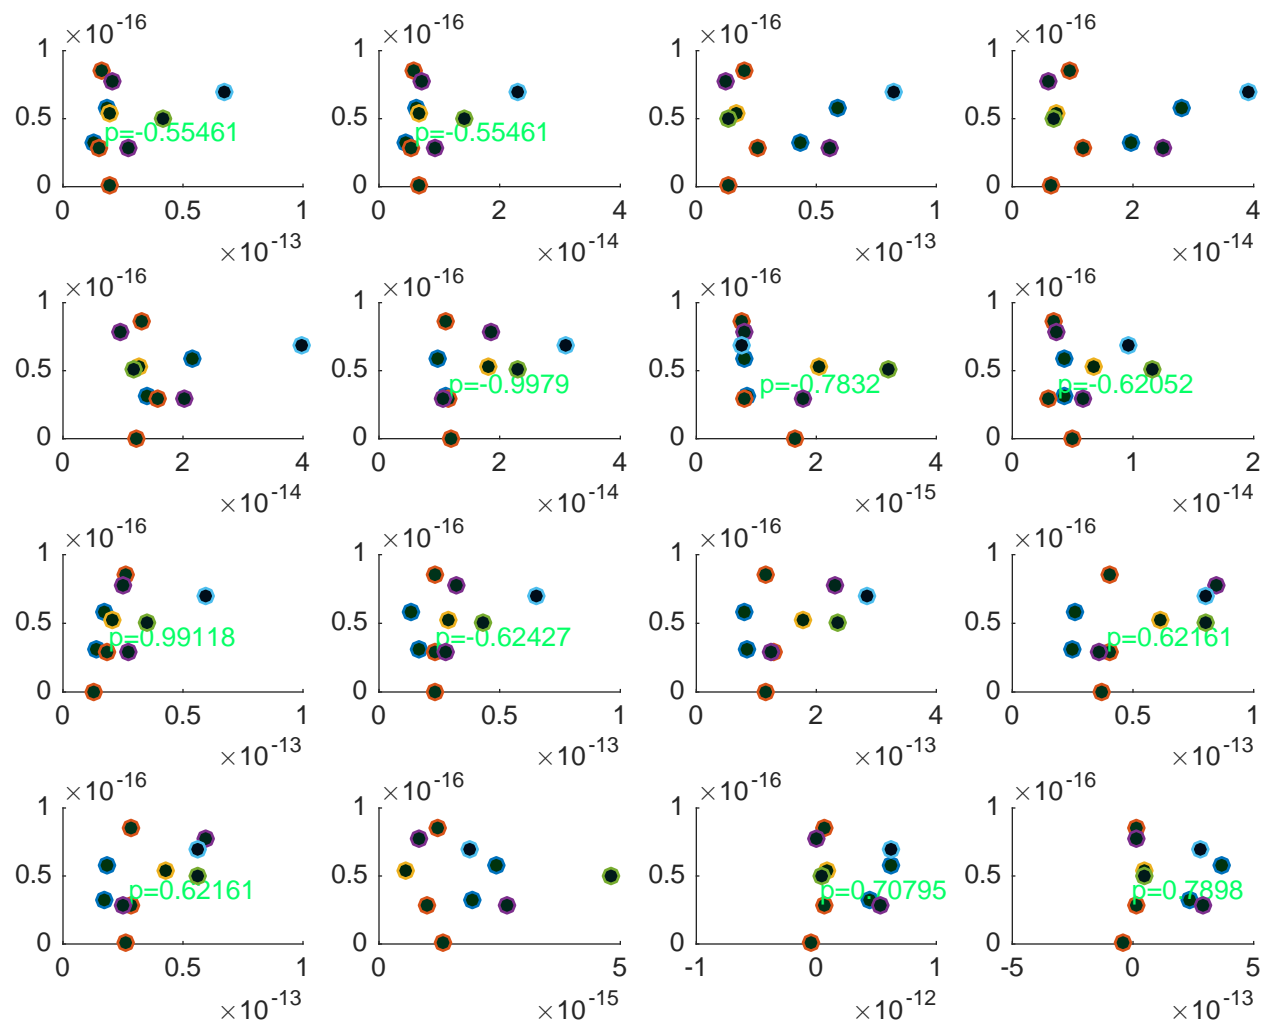 1 ×10-16 1 ×10-16 1 ×10-16 1 ×10-16
0.5 0.5 0.5 0.5
p=-0.55461 p=-0.55461
0 0 0 0
0 0.5 1 0 2 4 0 0.5 1 0 2 4
×10-13 ×10-14 ×10-13 ×10-14
1 ×10-16 1 ×10-16 1 ×10-16 1 ×10-16
0.5 0.5 0.5 0.5
p=-0.9979 p=-0.7832 p=-0.62052
0 0 0 0
0 2 4 0 2 4 0 2 4 0 1 2
×10-14 ×10-14 ×10-15 ×10-14
1 ×10-16 1 ×10-16 1 ×10-16 1 ×10-16
0.5 0.5 0.5 0.5
p=0.99118 p=-0.62427 p=0.62161
0 0 0 0
0 0.5 1 0 0.5 1 0 2 4 0 0.5 1
×10-13 ×10-13 ×10-13 ×10-13
1 ×10-16 1 ×10-16 1 ×10-16 1 ×10-16
0.5 0.5 0.5 0.5
p=0.62161 p=0.70795 p=0.7898
0 0 0 0
0 0.5 1 0 5 -1 0 1 -5 0 5
×10-13 ×10-15 ×10-12 ×10-13